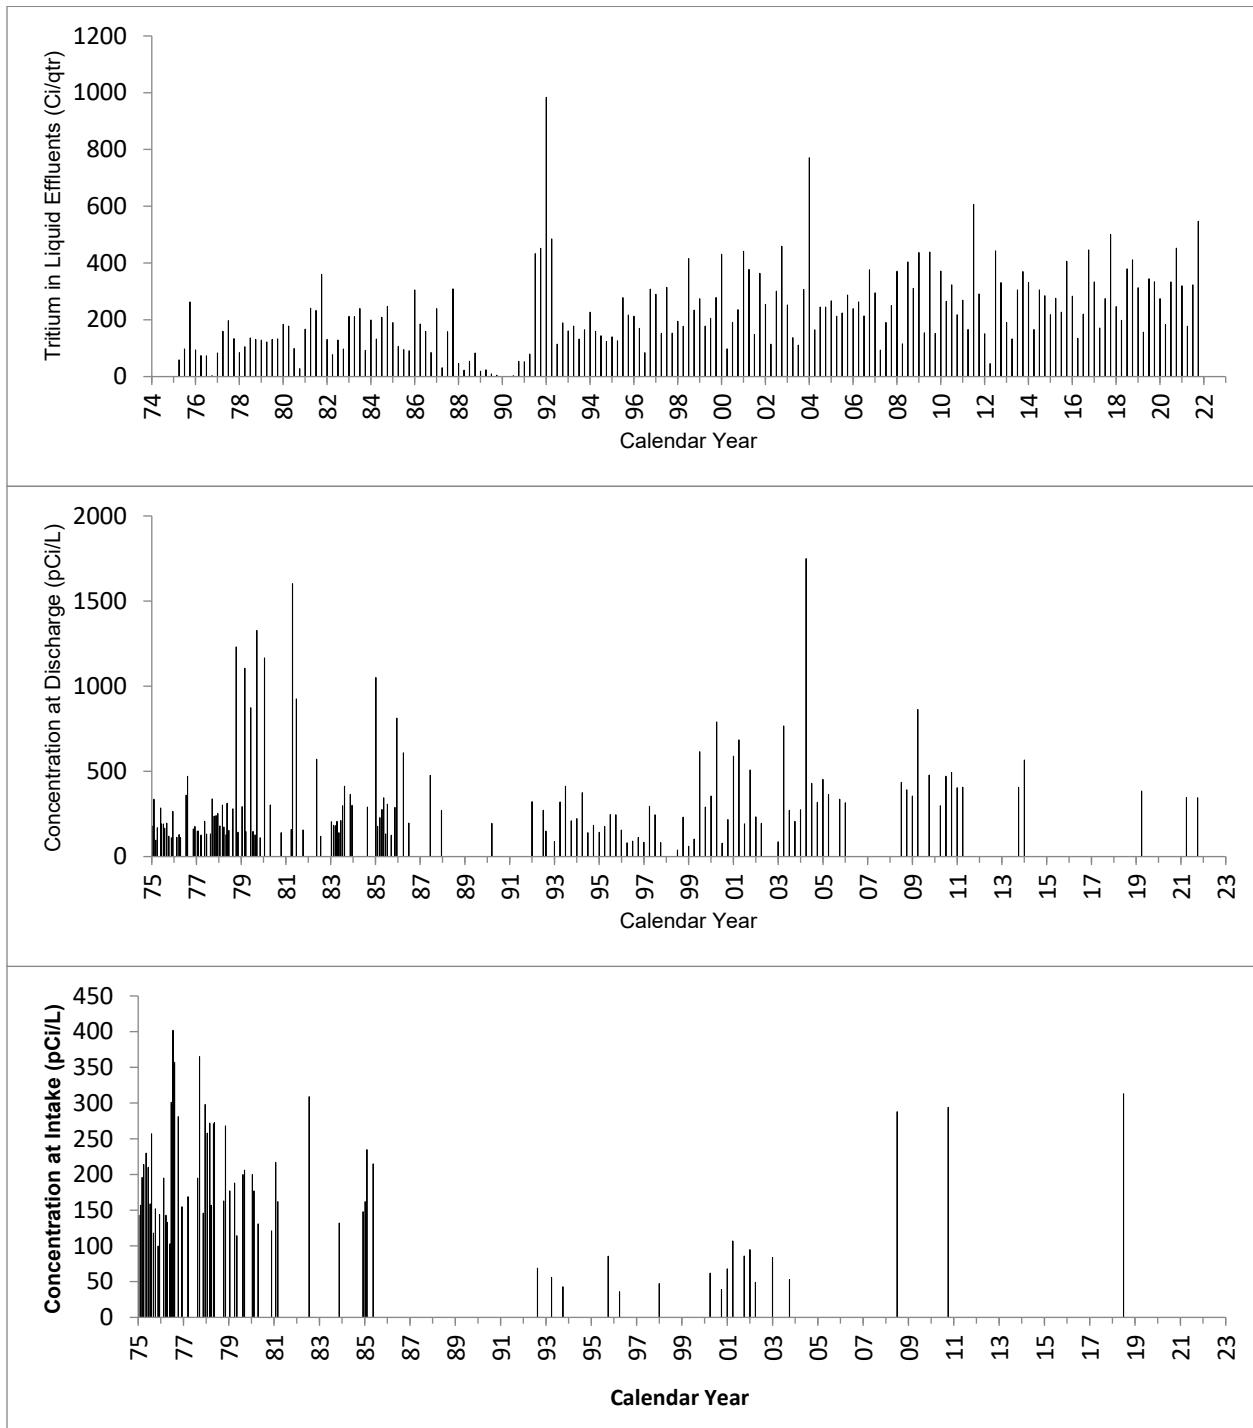 Tritium in Liquid Effluents (Ci/qtr)
1200
1000
800
600
400
200
0
74 76 78 80 82 84 86 88 90 92 94 96 98 00 02 04 06 08 10 12 14 16 18 20 22
Calendar Year
Concentration at Discharge (pCi/L)
2000
1500
1000
500
0
75 77 79 81 83 85 87 89 91 93 95 97 99 01 03 05 07 09 11 13 15 17 19 21 23
Calendar Year
Concentration at Intake (pCi/L)
450
400
350
300
250
200
150
100
50
0
75 77 79 81 83 85 87 89 91 93 95 97 99 01 03 05 07 09 11 13 15 17 19 21 23
Calendar Year